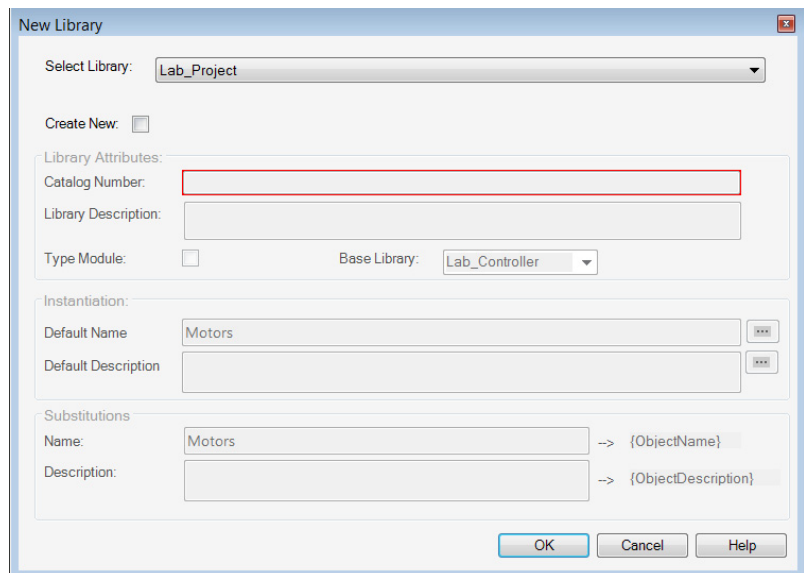 New Library
Select Library: Lab_Project
Create New:
Library Attributes:
Catalog Number:
Library Description:
Type Module: Base Library: Lab_Controller
Instantiation:
Default Name Motors ...
Default Description ...
Substitutions
Name: Motors --> {ObjectName}
Description: --> {ObjectDescription}
OK Cancel Help